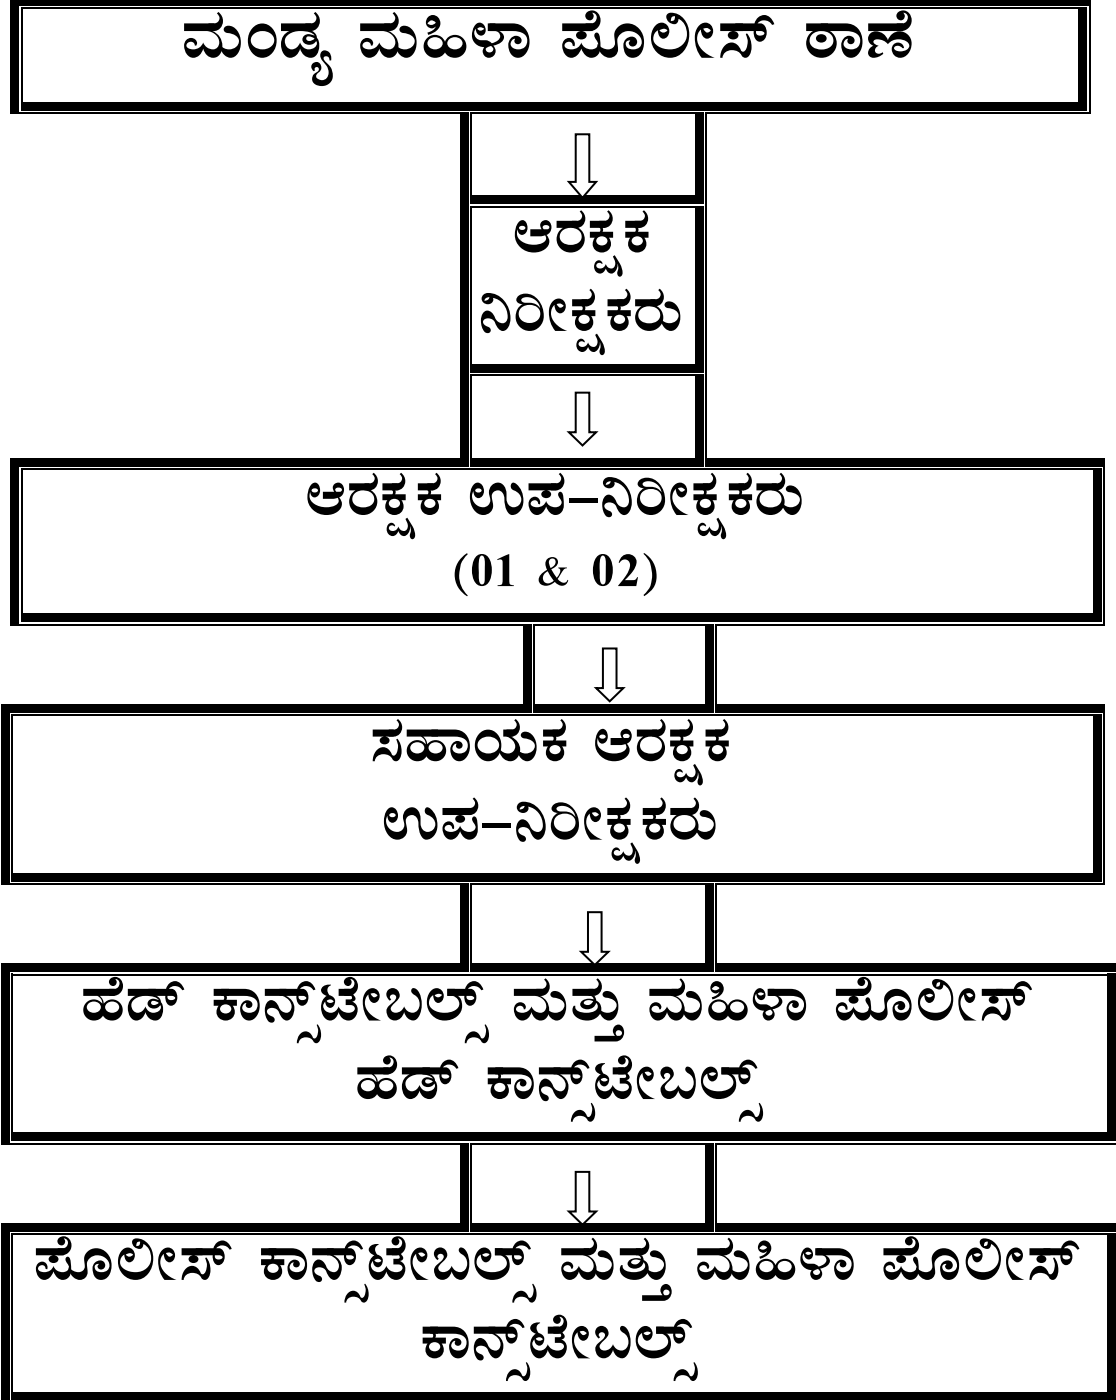 ಮಂಡ್ಯ ಮಹಿಳಾ ಪೊಲೀಸ್ ಠಾಣೆ
ಆರಕ್ಷಕ
ನಿರೀಕ್ಷಕರು
ಆರಕ್ಷಕ ಉಪ-ನಿರೀಕ್ಷಕರು
(01 & 02)
ಸಹಾಯಕ ಆರಕ್ಷಕ
ಉಪ-ನಿರೀಕ್ಷಕರು
ಹೆಡ್ ಕಾನ್ಸ್‌ಟೇಬಲ್ಸ್ ಮತ್ತು ಮಹಿಳಾ ಪೊಲೀಸ್
ಹೆಡ್ ಕಾನ್ಸ್‌ಟೇಬಲ್ಸ್
ಪೊಲೀಸ್ ಕಾನ್ಸ್‌ಟೇಬಲ್ಸ್ ಮತ್ತು ಮಹಿಳಾ ಪೊಲೀಸ್
ಕಾನ್ಸ್‌ಟೇಬಲ್ಸ್